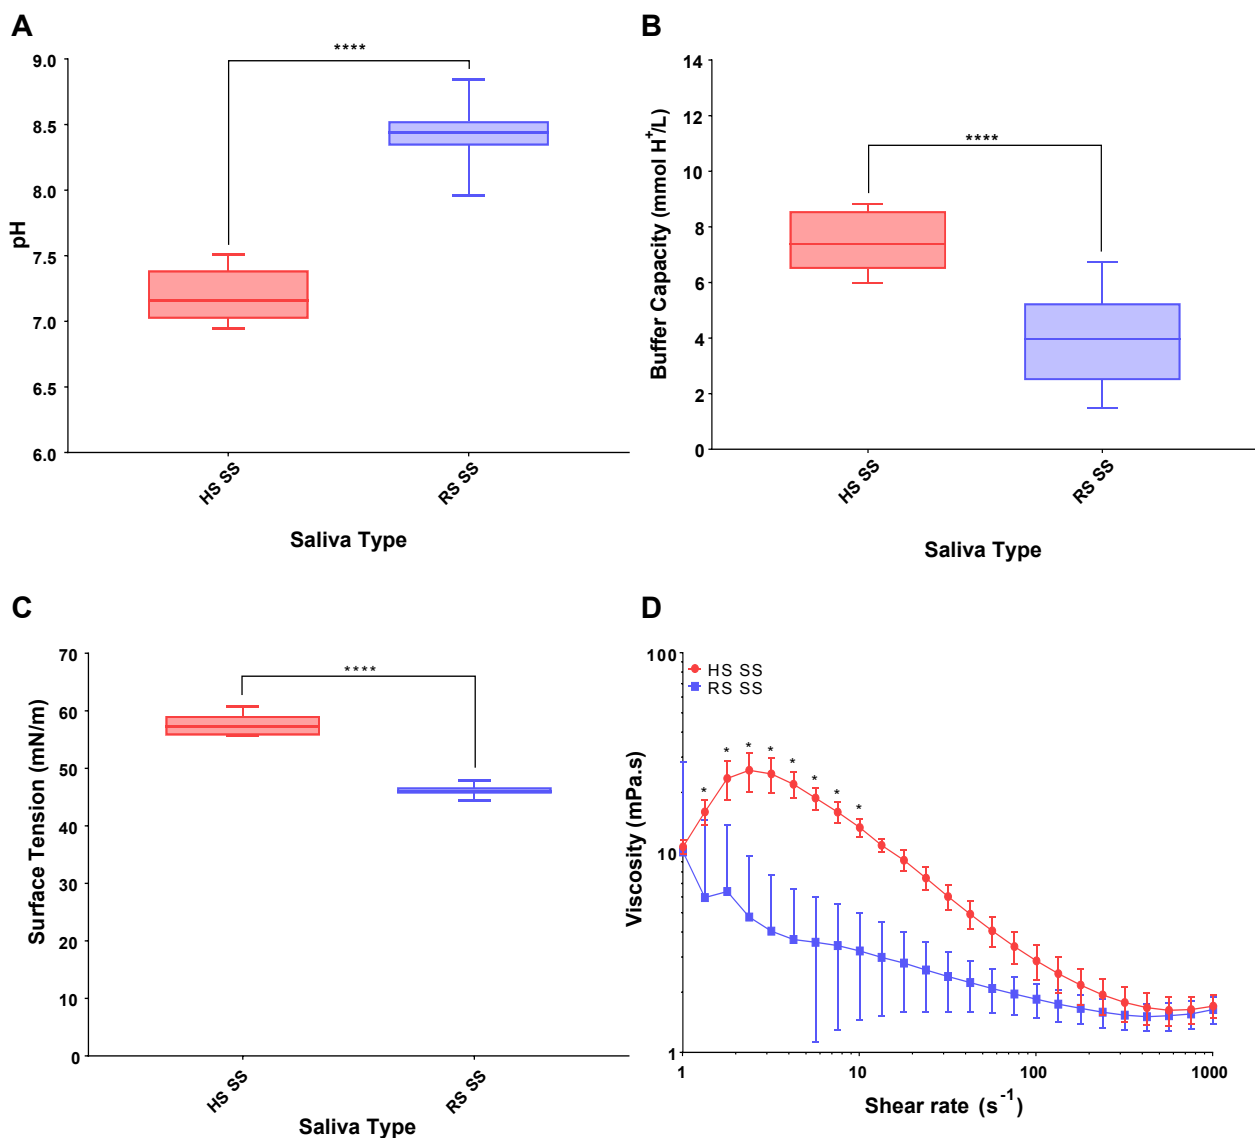 A
****
9.0
8.5
8.0
7.5
7.0
6.5
6.0
pH
HS SS
RS SS
Saliva Type
B
****
14
12
10
8
6
4
2
0
Buffer Capacity (mmol H⁺/L)
HS SS
RS SS
Saliva Type
C
****
70
60
50
40
30
20
10
0
Surface Tension (mN/m)
HS SS
RS SS
Saliva Type
D
HS SS
RS SS
* * * * * * * * *
100
10
1
Viscosity (mPa.s)
1 10 100 1000
Shear rate (s⁻¹)